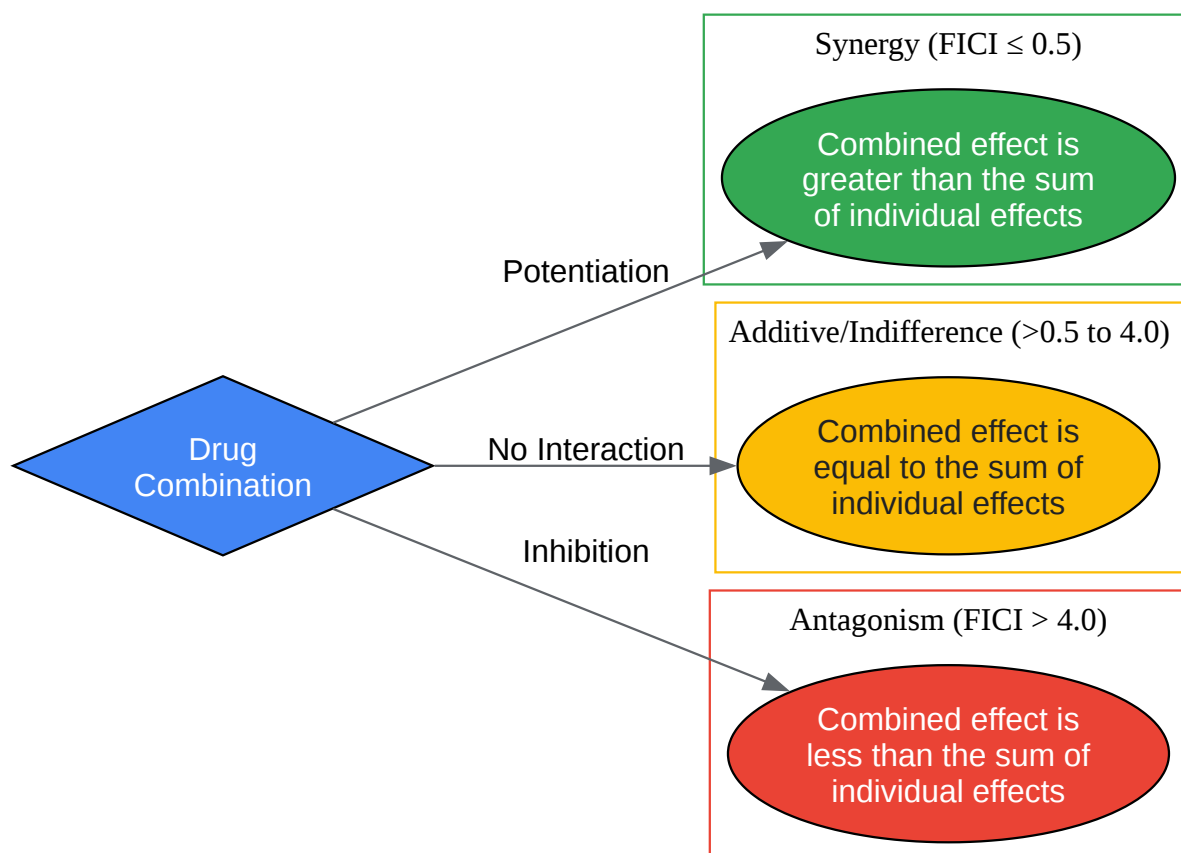 Synergy (FICI ≤ 0.5)
Combined effect is
greater than the sum
of individual effects
Potentiation
Additive/Indifference (>0.5 to 4.0)
Combined effect is
equal to the sum of
individual effects
No Interaction
Drug
Combination
Inhibition
Antagonism (FICI > 4.0)
Combined effect is
less than the sum of
individual effects